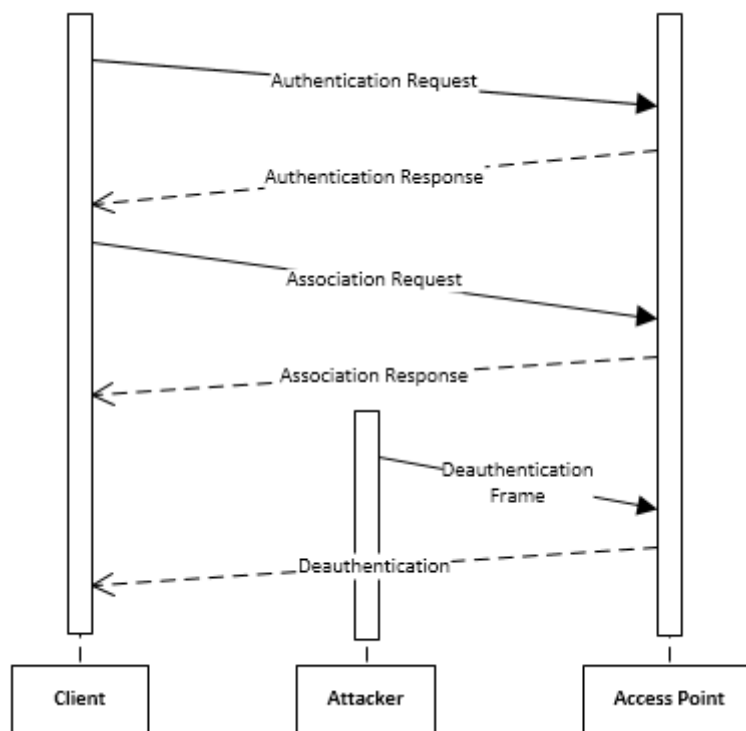 Authentication Request
Authentication Response
Association Request
Association Response
Deauthentication
Frame
Deauthentication
Client
Attacker
Access Point